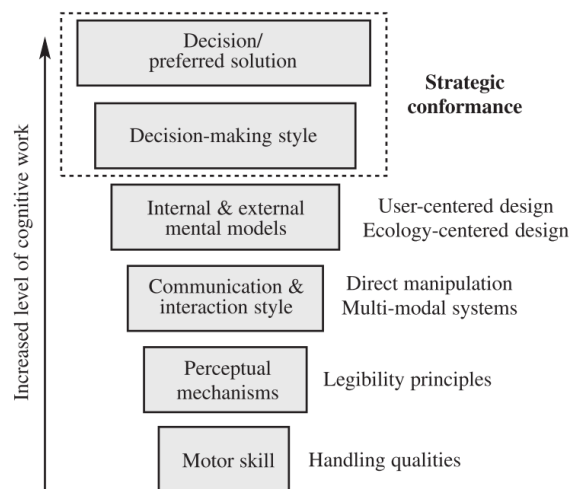 Decision/
preferred solution
Strategic
conformance
Decision-making style
Internal & external
mental models
User-centered design
Ecology-centered design
Communication &
interaction style
Direct manipulation
Multi-modal systems
Perceptual
mechanisms
Legibility principles
Motor skill
Handling qualities
Increased level of cognitive work